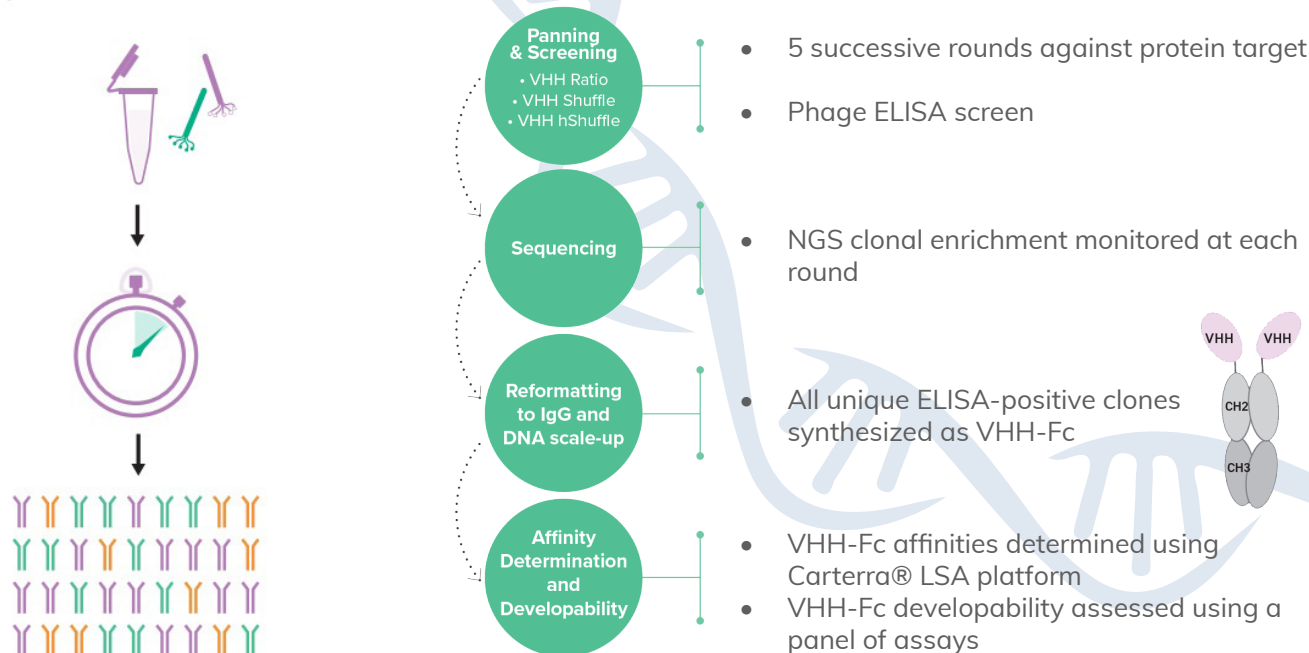 Panning
& Screening
• VHH Ratio
• VHH Shuffle
• VHH hShuffle
• 5 successive rounds against protein target
• Phage ELISA screen
Sequencing
• NGS clonal enrichment monitored at each
round
Reformatting
to IgG and
DNA scale-up
• All unique ELISA-positive clones
synthesized as VHH-Fc
VHH VHH
CH2
CH3
Affinity
Determination
and
Developability
• VHH-Fc affinities determined using
Carterra® LSA platform
• VHH-Fc developability assessed using a
panel of assays